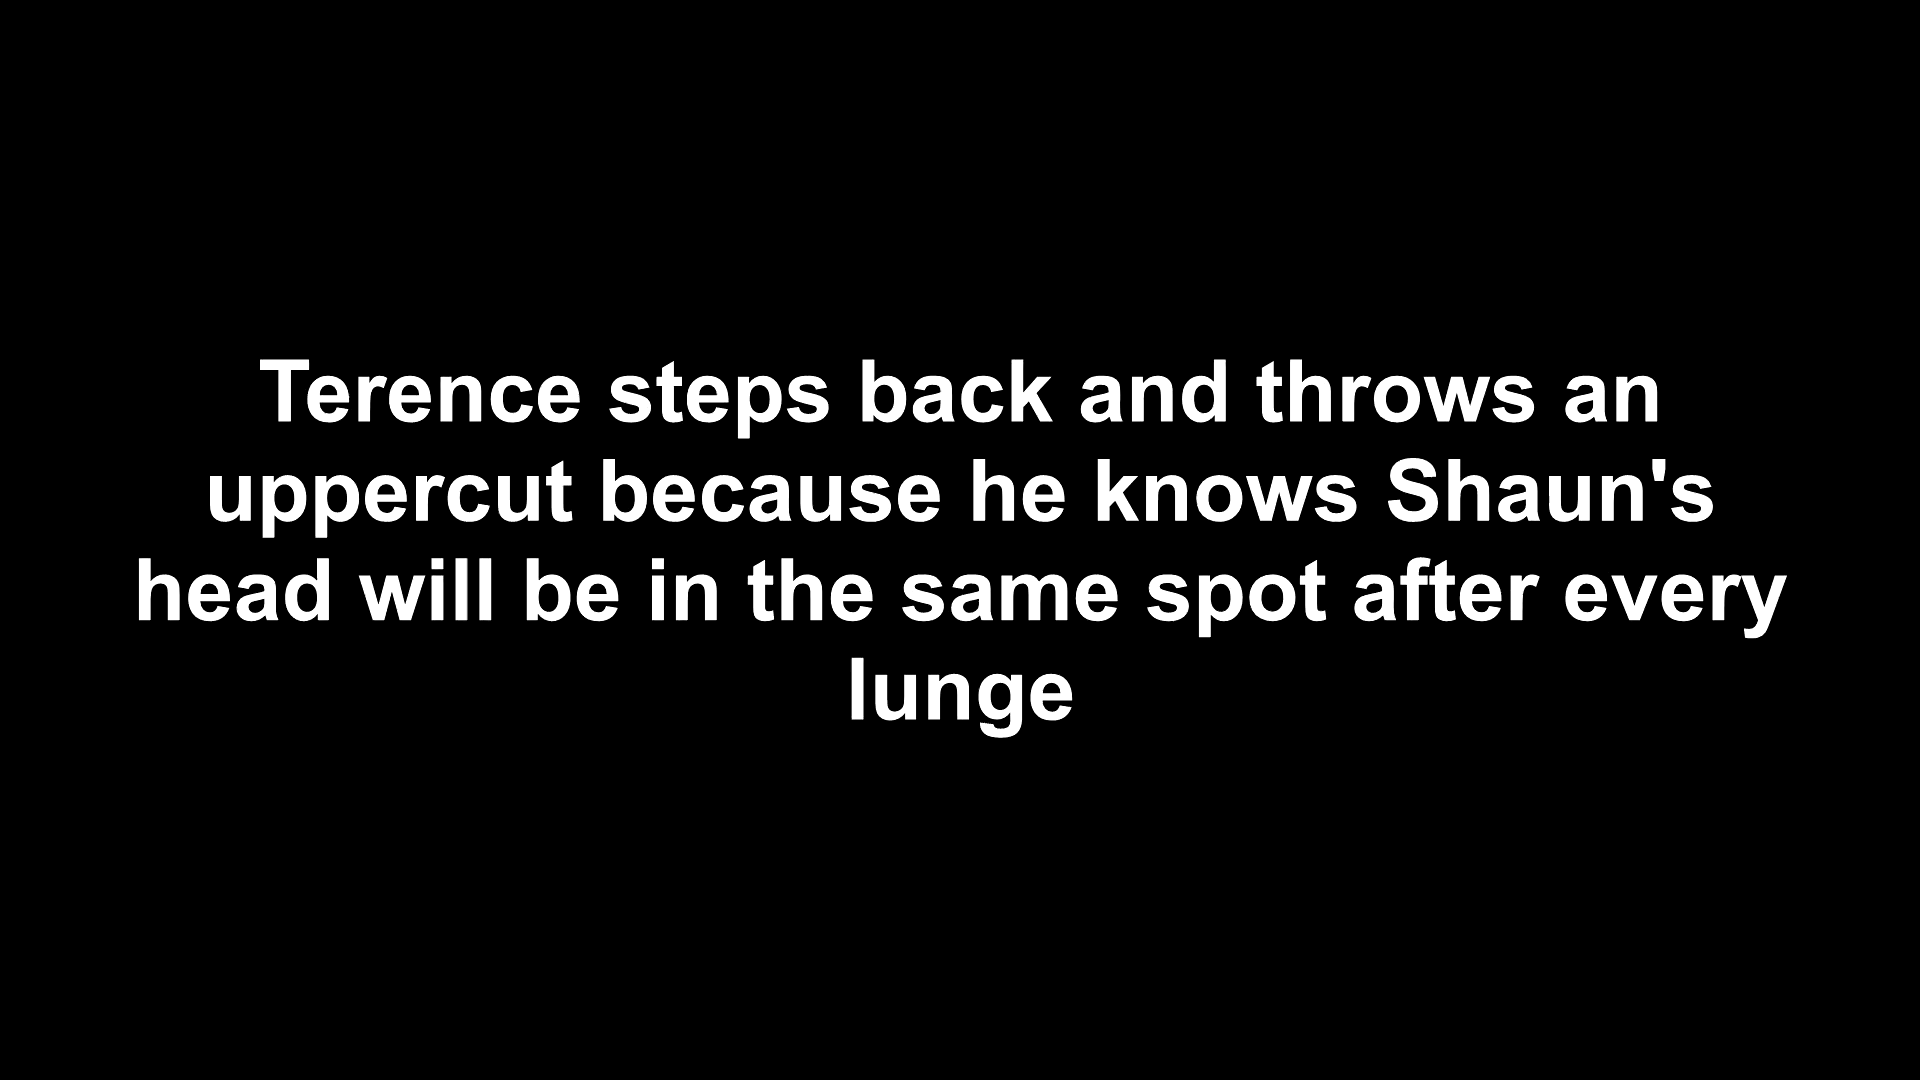 Terence steps back and throws an
uppercut because he knows Shaun's
head will be in the same spot after every
lunge